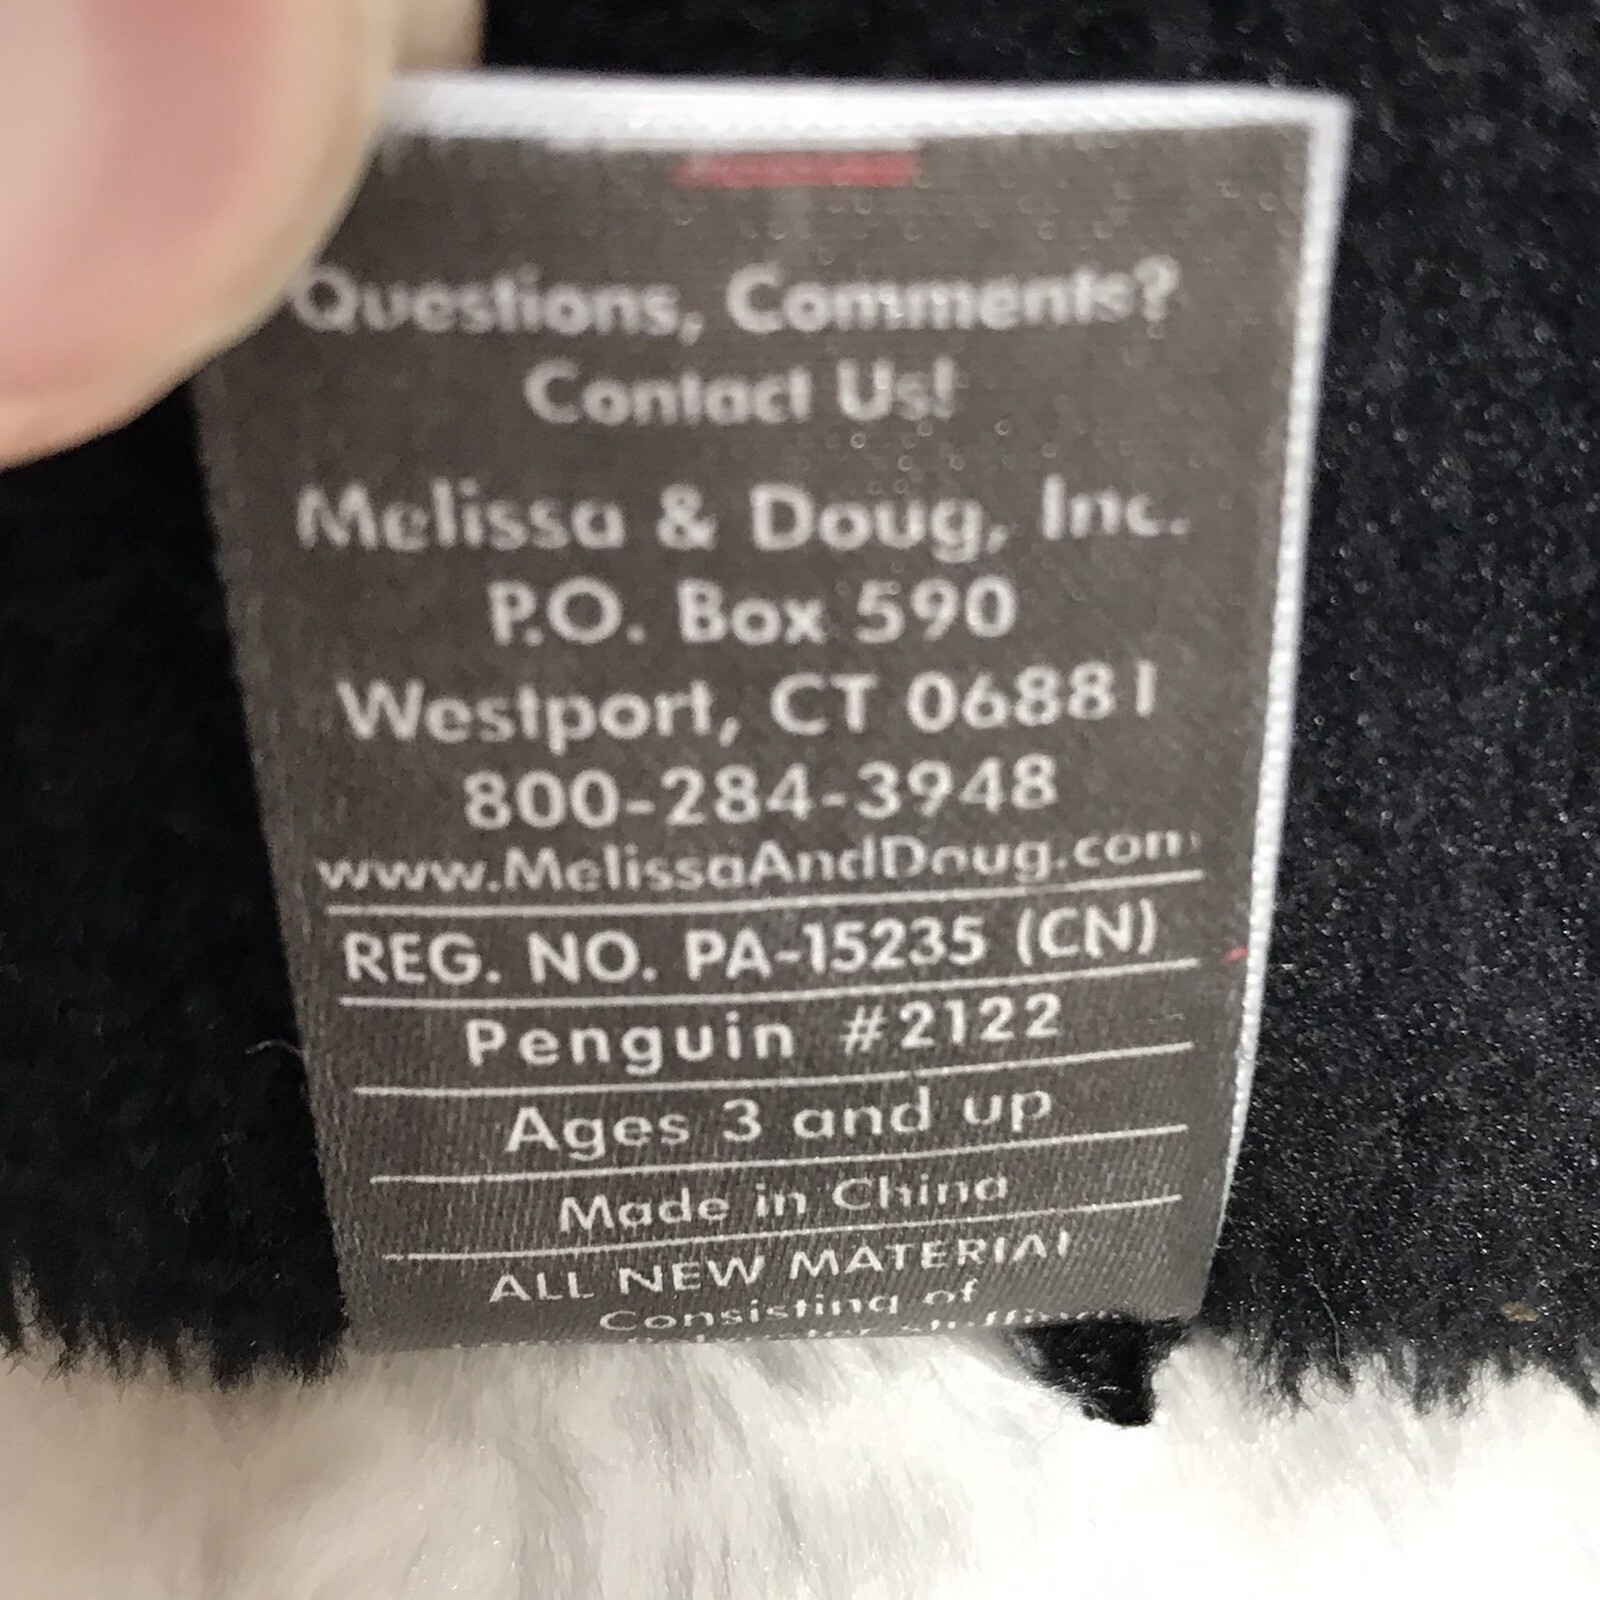 Questions, Comments?
Contact Us!
Melissa & Doug, Inc.
P.O. Box 590
Westport, CT 06881
800-284-3948
www.MelissaAndDoug.com
REG. NO. PA-15235 (CN)
Penguin #2122
Ages 3 and up
Made in China
ALL NEW MATERIAL
Consisting of